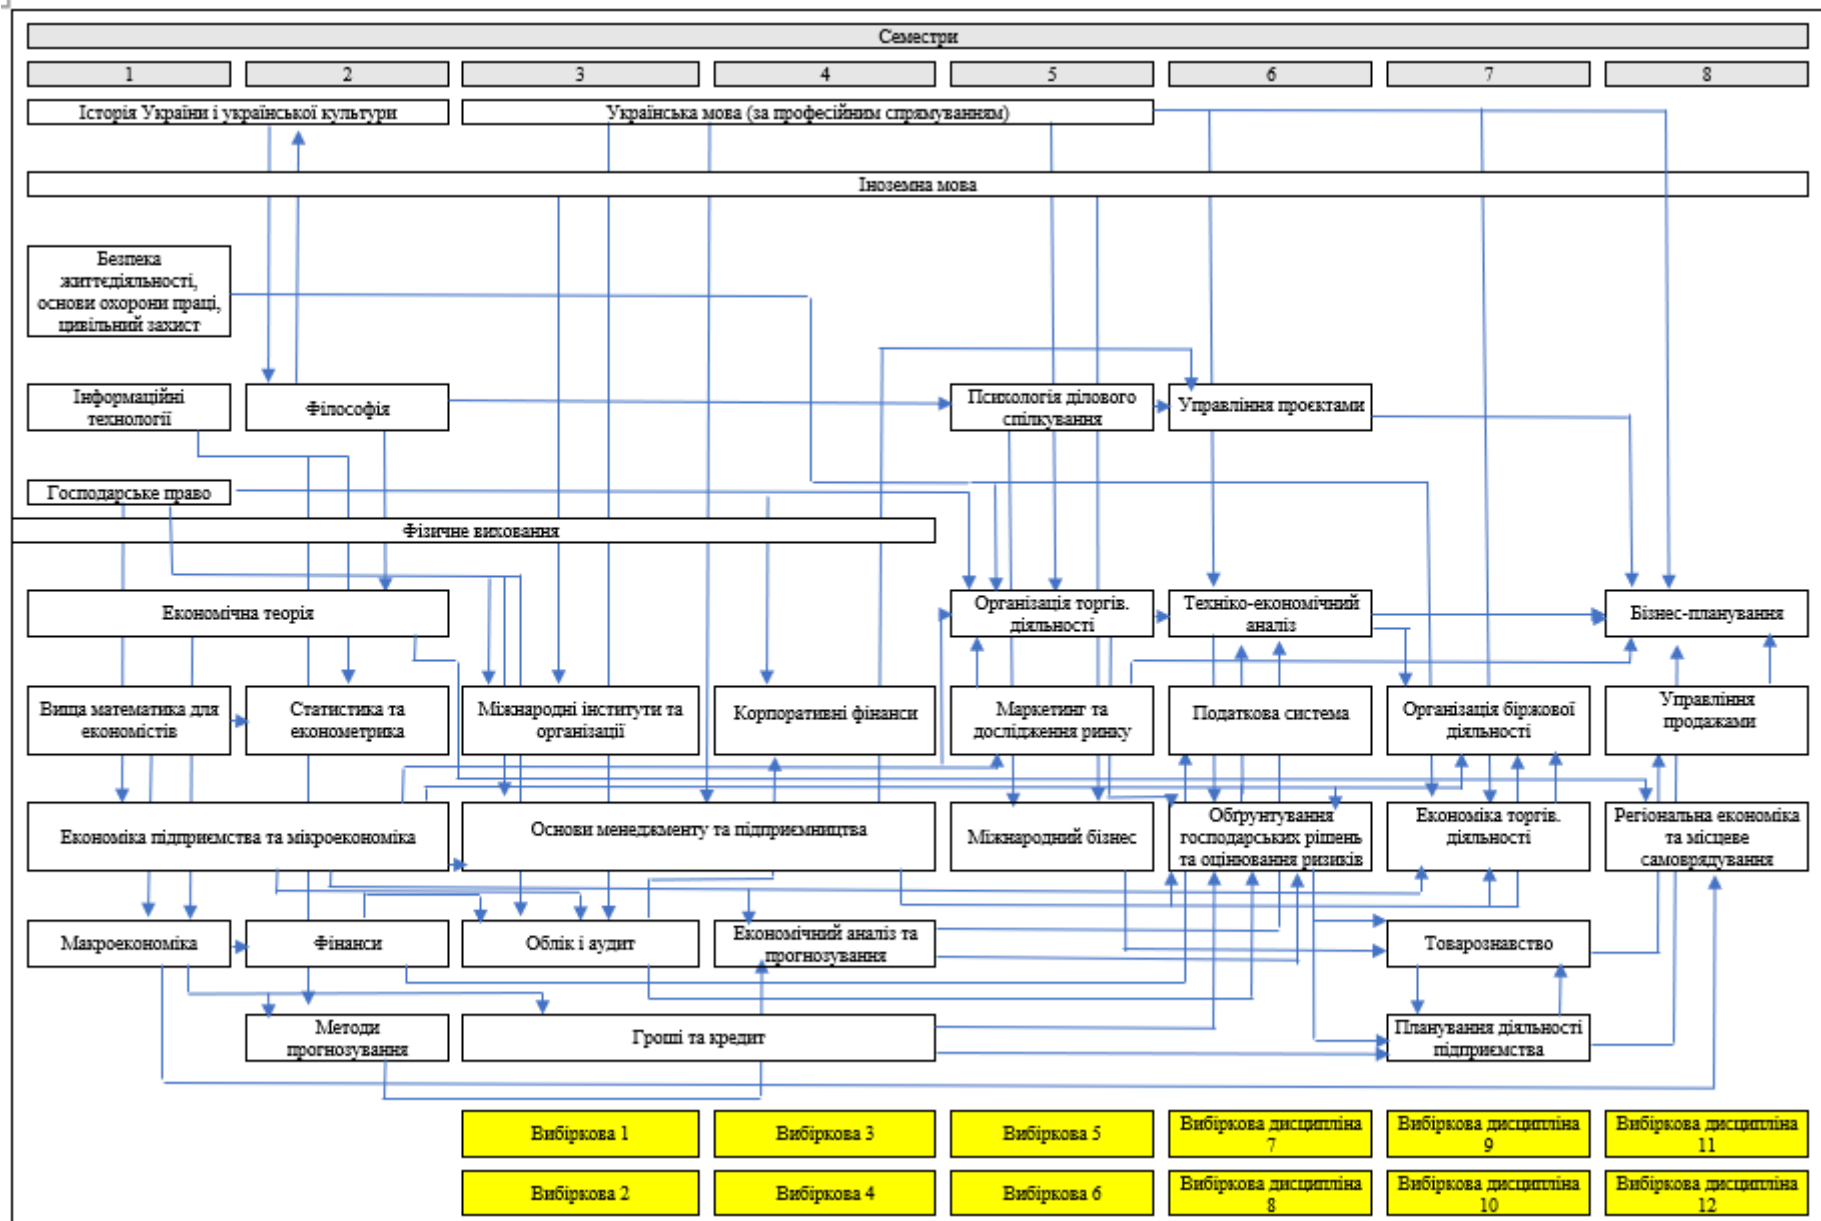 Семестри
1
2
3
4
5
6
7
8
Історія України і української культури
Українська мова (за професійним спрямуванням)
Іноземна мова
Безпека
життєдіяльності,
основи охорони праці,
цивільний захист
Інформаційні
технології
Філософія
Психологія ділового
спілкування
Управління проєктами
Господарське право
Фізичне виховання
Економічна теорія
Організація торгів.
діяльності
Техніко-економічний
аналіз
Бізнес-планування
Вища математика для
економістів
Статистика та
економетрика
Міжнародні інститути та
організації
Корпоративні фінанси
Маркетинг та
дослідження ринку
Податкова система
Організація біржової
діяльності
Управління
продажами
Економіка підприємства та мікроекономіка
Основи менеджменту та підприємництва
Міжнародний бізнес
Обґрунтування
господарських рішень
та оцінювання ризиків
Економіка торгів.
діяльності
Регіональна економіка
та місцеве
самоврядування
Макроекономіка
Фінанси
Облік і аудит
Економічний аналіз та
прогнозування
Товарознавство
Методи
прогнозування
Гроші та кредит
Планування діяльності
підприємства
Вибіркова 1
Вибіркова 3
Вибіркова 5
Вибіркова дисципліна
7
Вибіркова дисципліна
9
Вибіркова дисципліна
11
Вибіркова 2
Вибіркова 4
Вибіркова 6
Вибіркова дисципліна
8
Вибіркова дисципліна
10
Вибіркова дисципліна
12